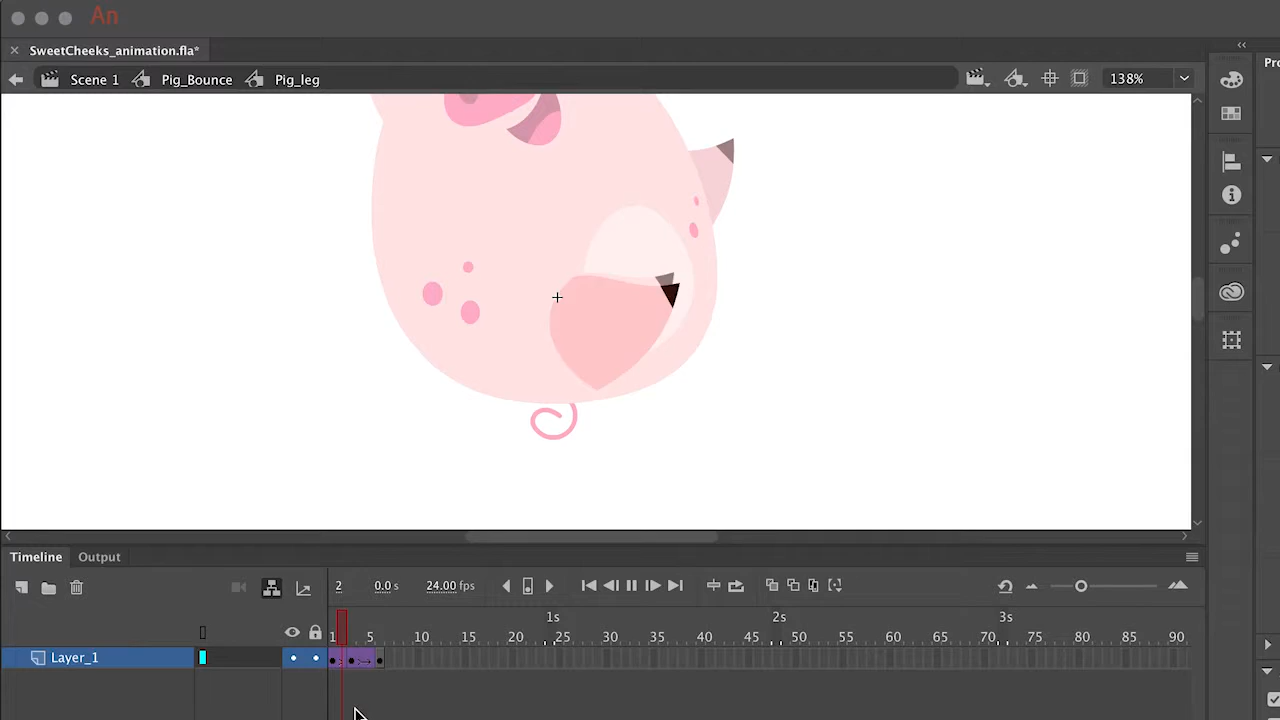 An
SweetCheeks_animation.fla*
Scene 1 Pig_Bounce Pig_leg 138%
Pro
Timeline Output
2 0.0 s 24.00 fps
1s 2s 3s
1 5 10 15 20 25 30 35 40 45 50 55 60 65 70 75 80 85 90
Layer_1